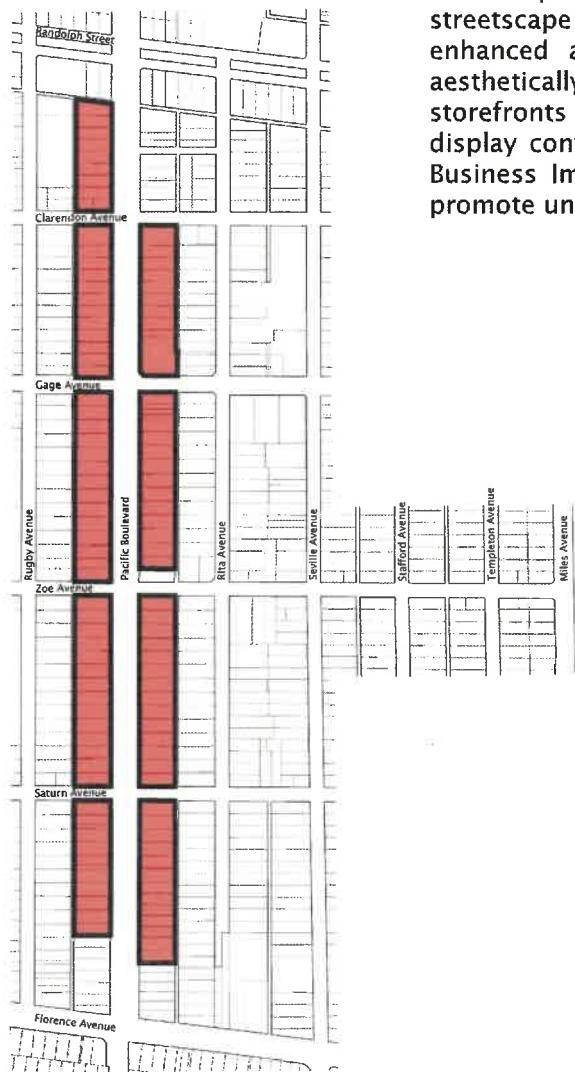 streetscape
enhanced a
aesthetically
storefronts
display con
Business Im
promote un
Randolph Street
Clarendon Avenue
Gage Avenue
Rugby Avenue
Pacific Boulevard
Rita Avenue
Seville Avenue
Stafford Avenue
Templeton Avenue
Miles Avenue
Zoe Avenue
Saturn Avenue
Florence Avenue